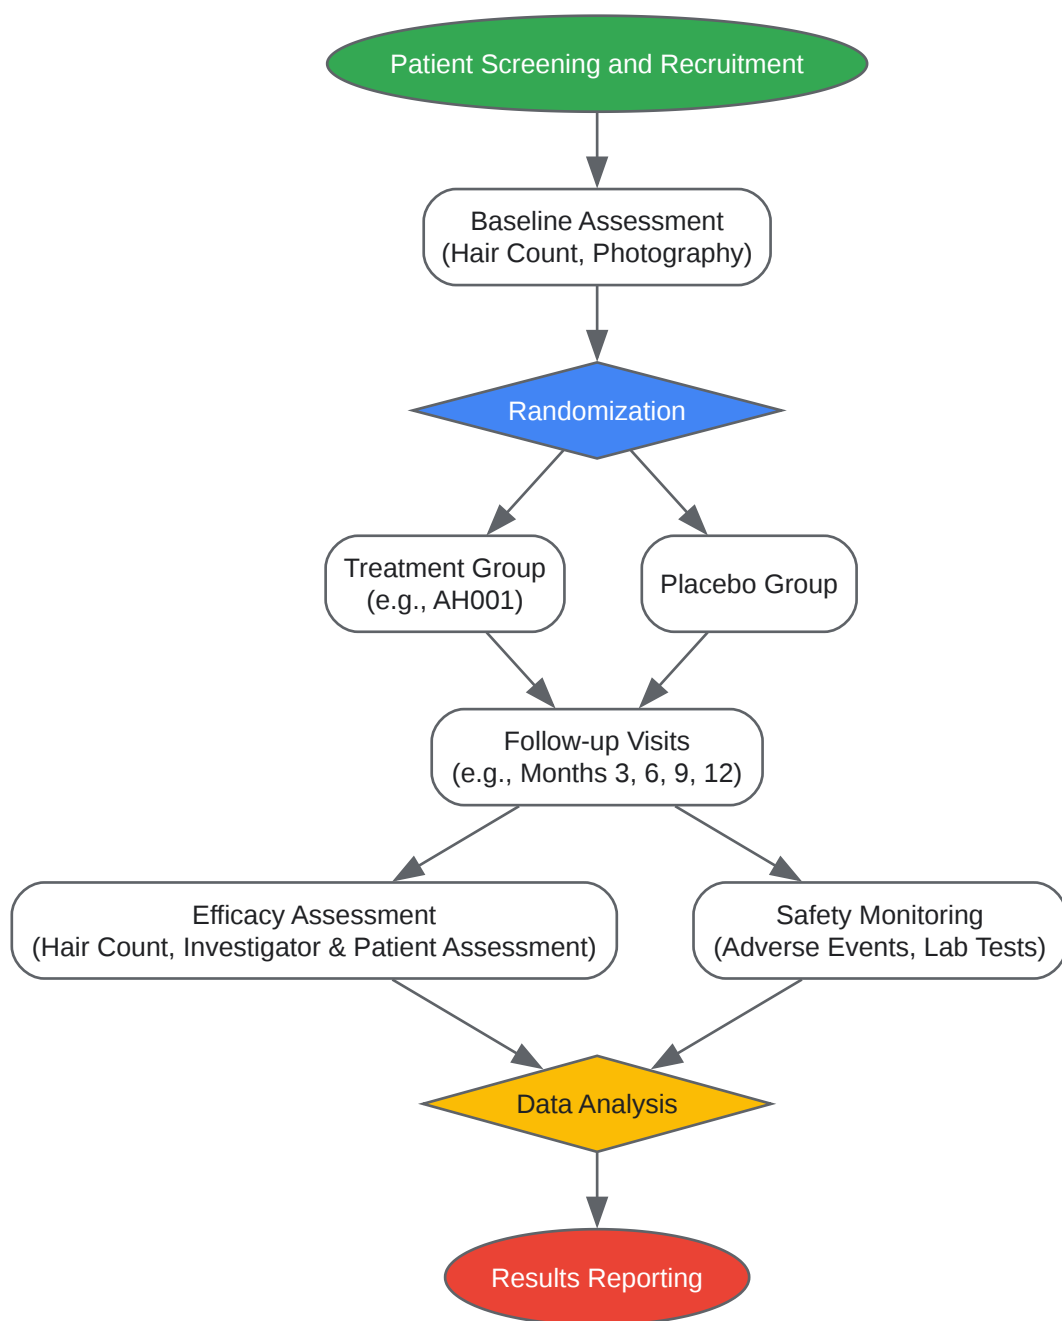 Patient Screening and Recruitment
Baseline Assessment
(Hair Count, Photography)
Randomization
Treatment Group
(e.g., AH001)
Placebo Group
Follow-up Visits
(e.g., Months 3, 6, 9, 12)
Efficacy Assessment
(Hair Count, Investigator & Patient Assessment)
Safety Monitoring
(Adverse Events, Lab Tests)
Data Analysis
Results Reporting